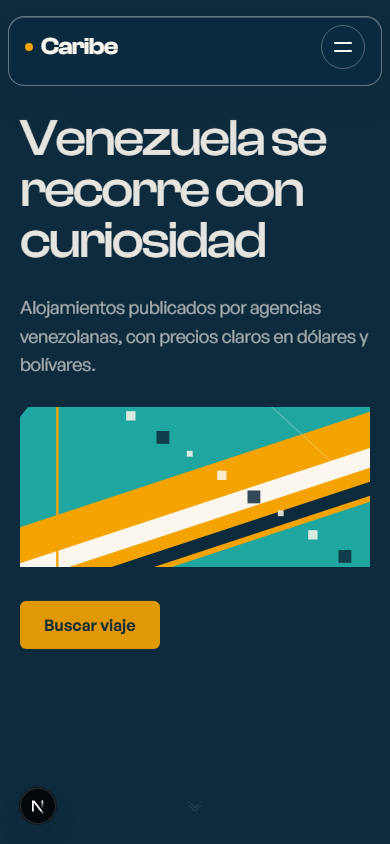 Caribe
Venezuela se
recorre con
curiosidad
Alojamientos publicados por agencias
venezolanas, con precios claros en dólares y
bolívares.
Buscar viaje
N